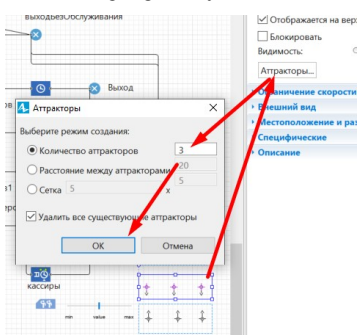 выходБезОбслуживания
Отображается на верх
Блокировать
Видимость:
Выход
Аттракторы...
Ограничение скорости
Внешний вид
Местоположение и раз
Специфические
Описание
Аттракторы
Выберите режим создания:
Количество аттракторов 3
Расстояние между аттракторами 20
Сетка 5 x 5
Удалить все существующие аттракторы
OK Отмена
кассиры
min value max